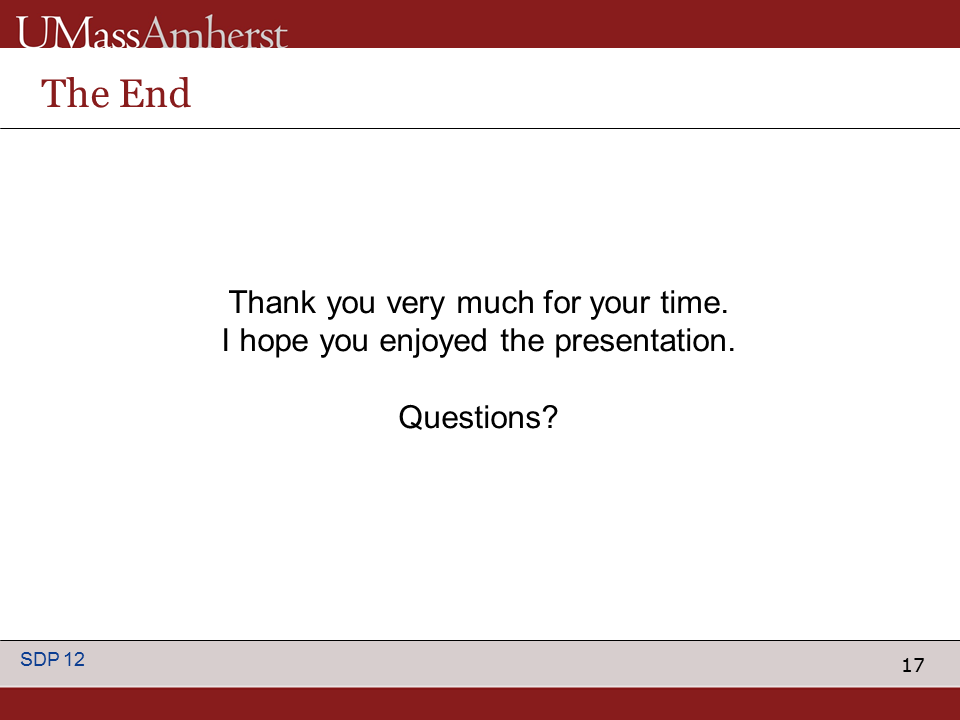 UMassAmherst
The End
Thank you very much for your time.
I hope you enjoyed the presentation.
Questions?
SDP 12
17